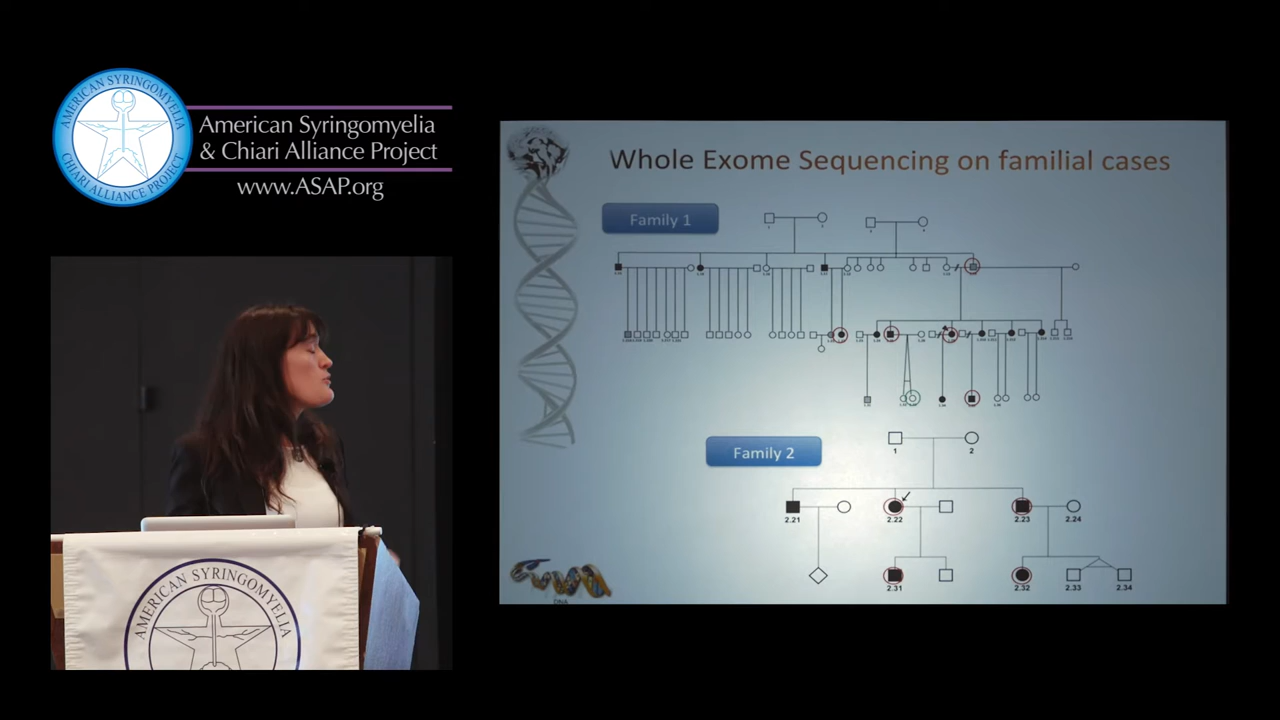 AMERICAN SYRINGOMYELIA
CHIARI ALLIANCE PROJECT
American Syringomyelia
& Chiari Alliance Project
www.ASAP.org
Whole Exome Sequencing on familial cases
Family 1
Family 2
1
2
2.21
2.22
2.23
2.24
2.31
2.32
2.33
2.34
DNA
AMERICAN SYRINGOMYELIA